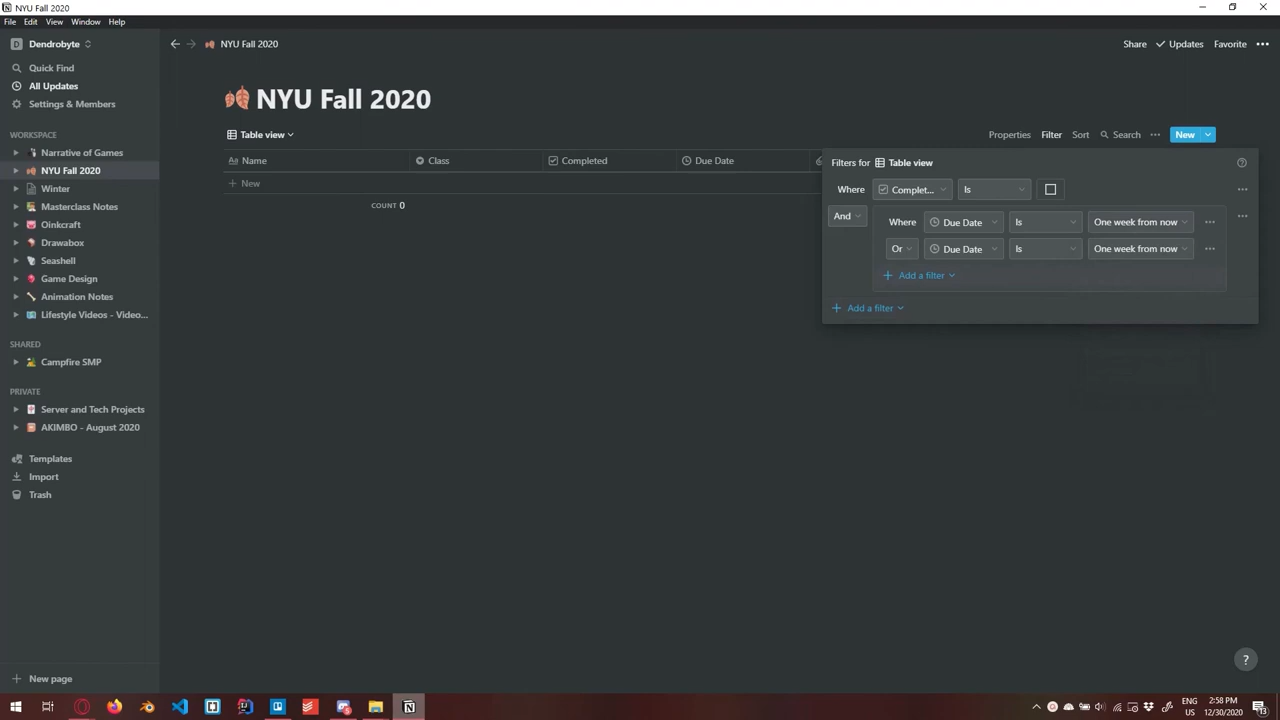 NYU Fall 2020
File Edit View Window Help
D Dendrobyte
NYU Fall 2020
Share Updates Favorite
Quick Find
All Updates
Settings & Members
WORKSPACE
Narrative of Games
NYU Fall 2020
Winter
Masterclass Notes
Oinkcraft
Drawabox
Seashell
Game Design
Animation Notes
Lifestyle Videos - Video...
SHARED
Campfire SMP
PRIVATE
Server and Tech Projects
AKIMBO - August 2020
Templates
Import
Trash
New page
NYU Fall 2020
Table view
Properties Filter Sort Search New
Name Class Completed Due Date
New
COUNT 0
Filters for Table view
Where Complet... Is
And Where Due Date Is One week from now
Or Due Date Is One week from now
Add a filter
Add a filter
?
ENG
US
2:58 PM
12/30/2020
13